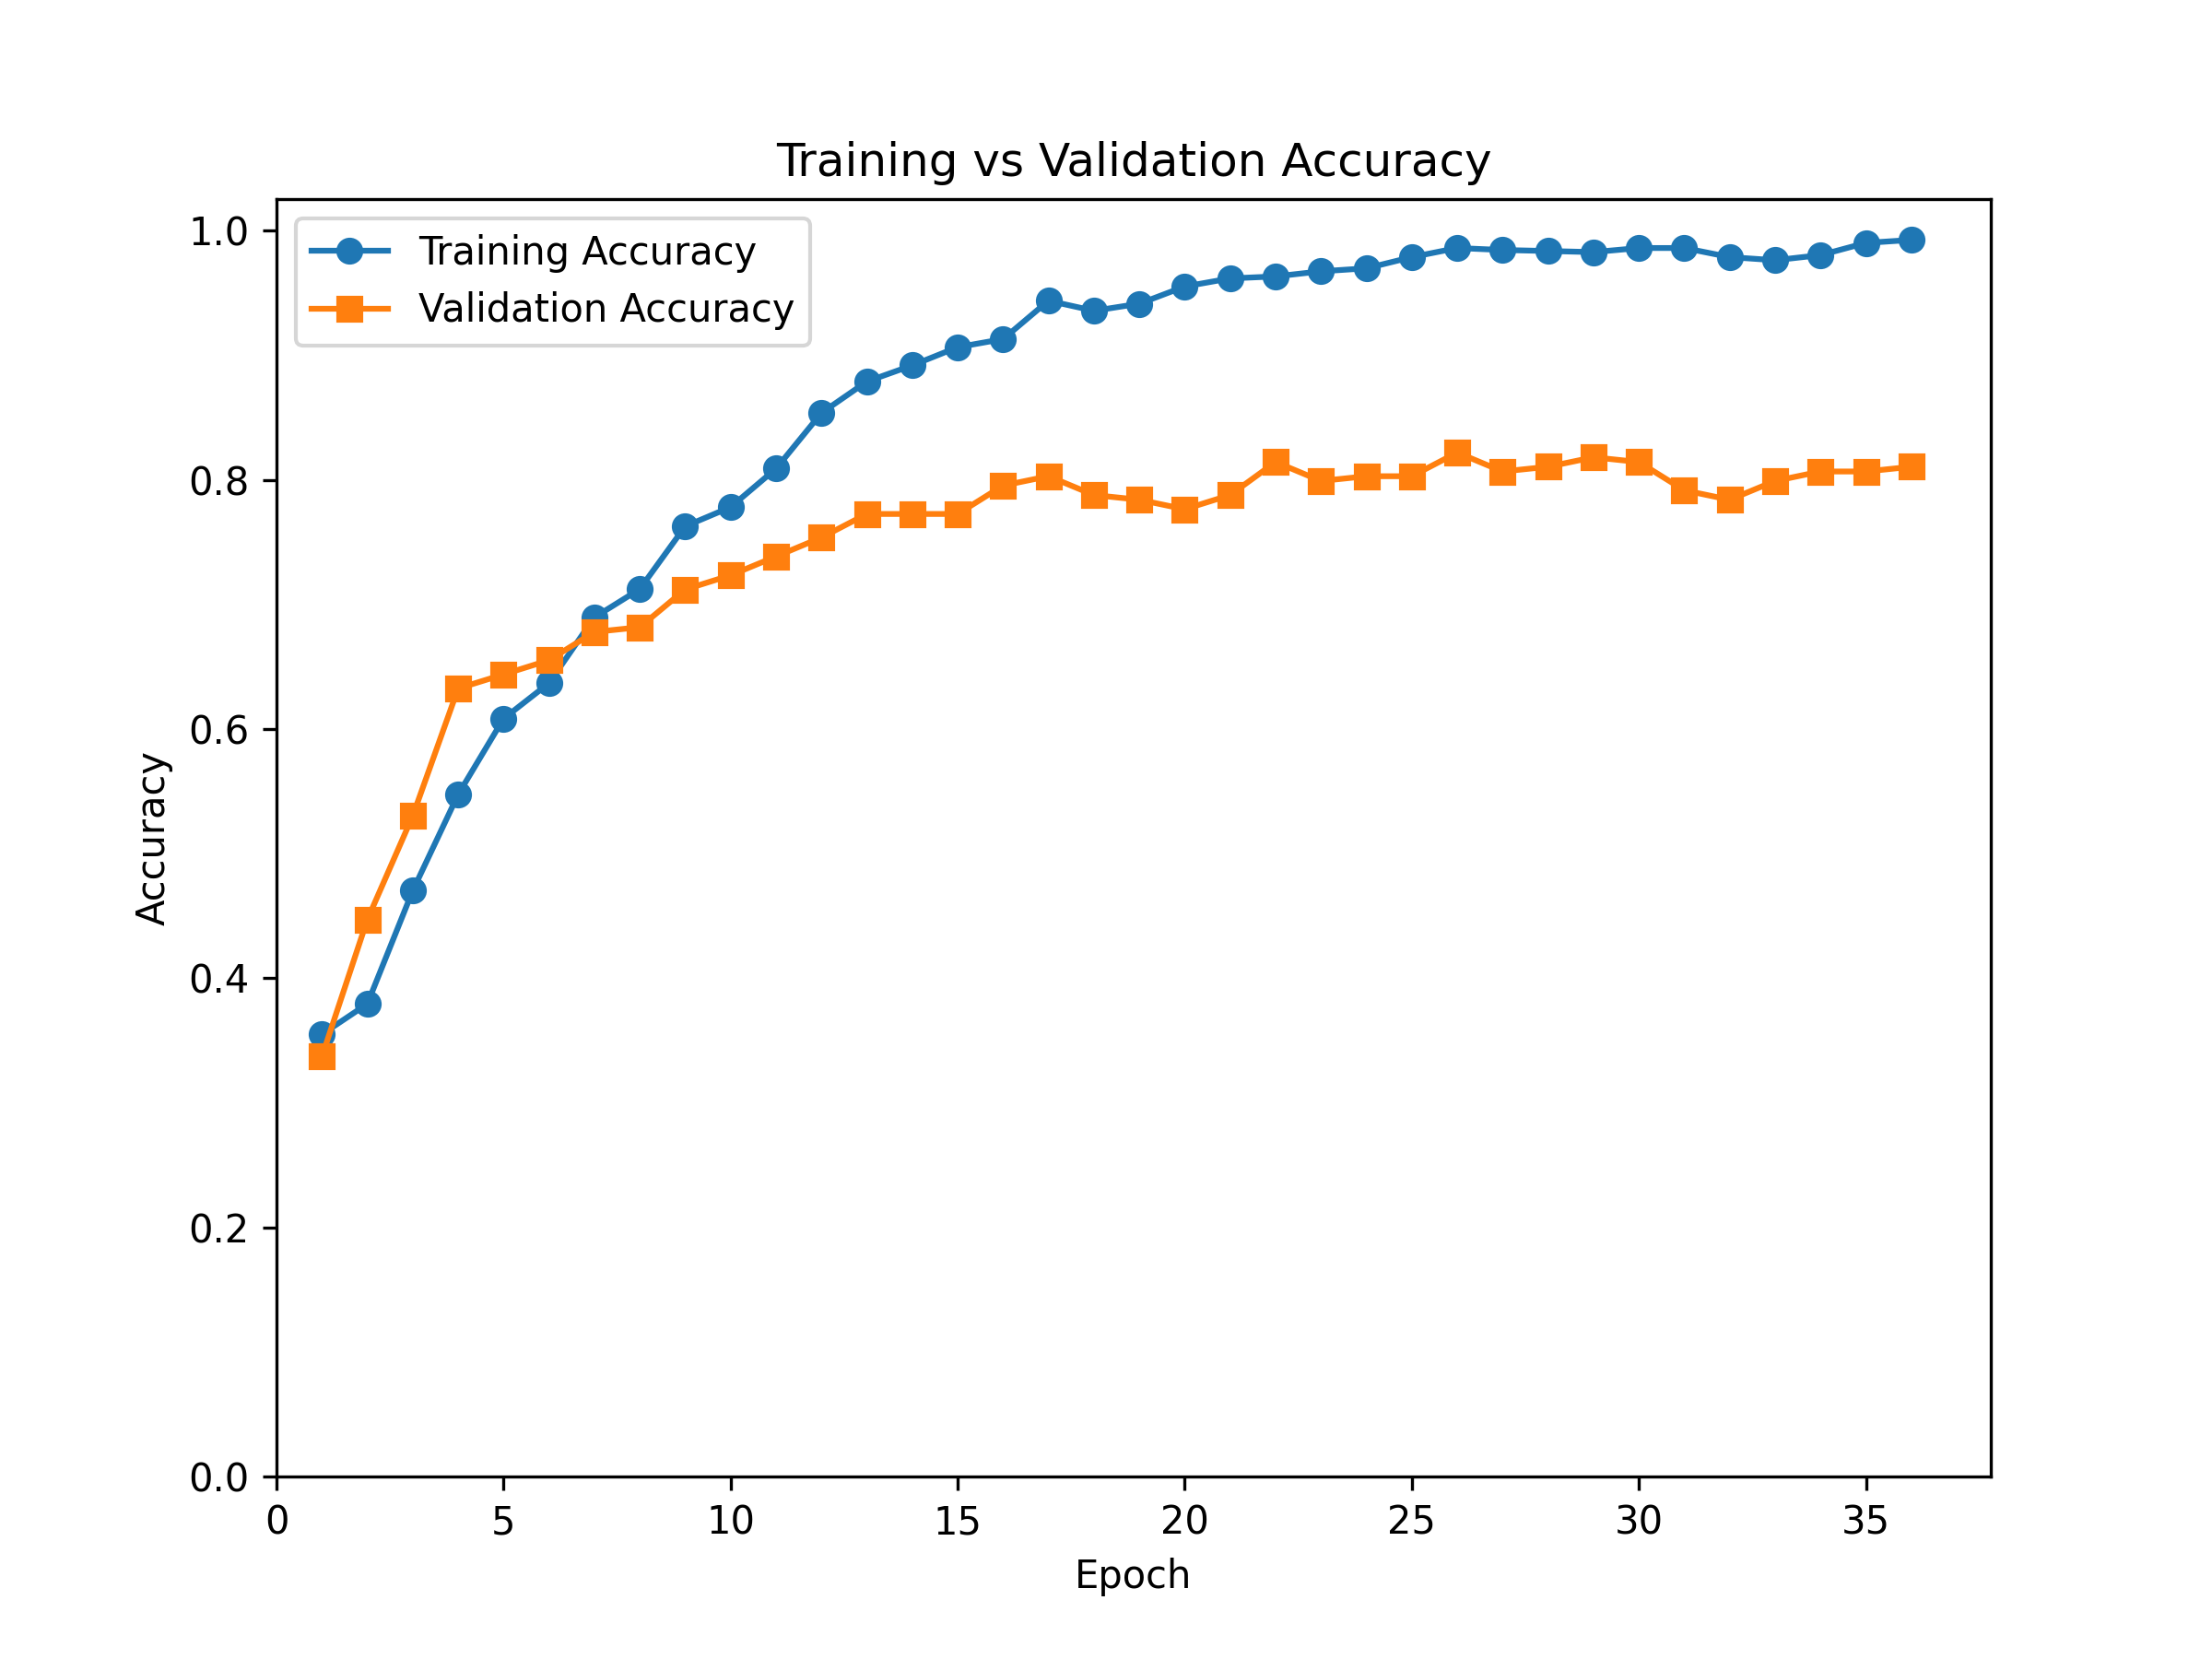 Training vs Validation Accuracy
1.0
Training Accuracy
Validation Accuracy
0.8
0.6
Accuracy
0.4
0.2
0.0
0 5 10 15 20 25 30 35
Epoch